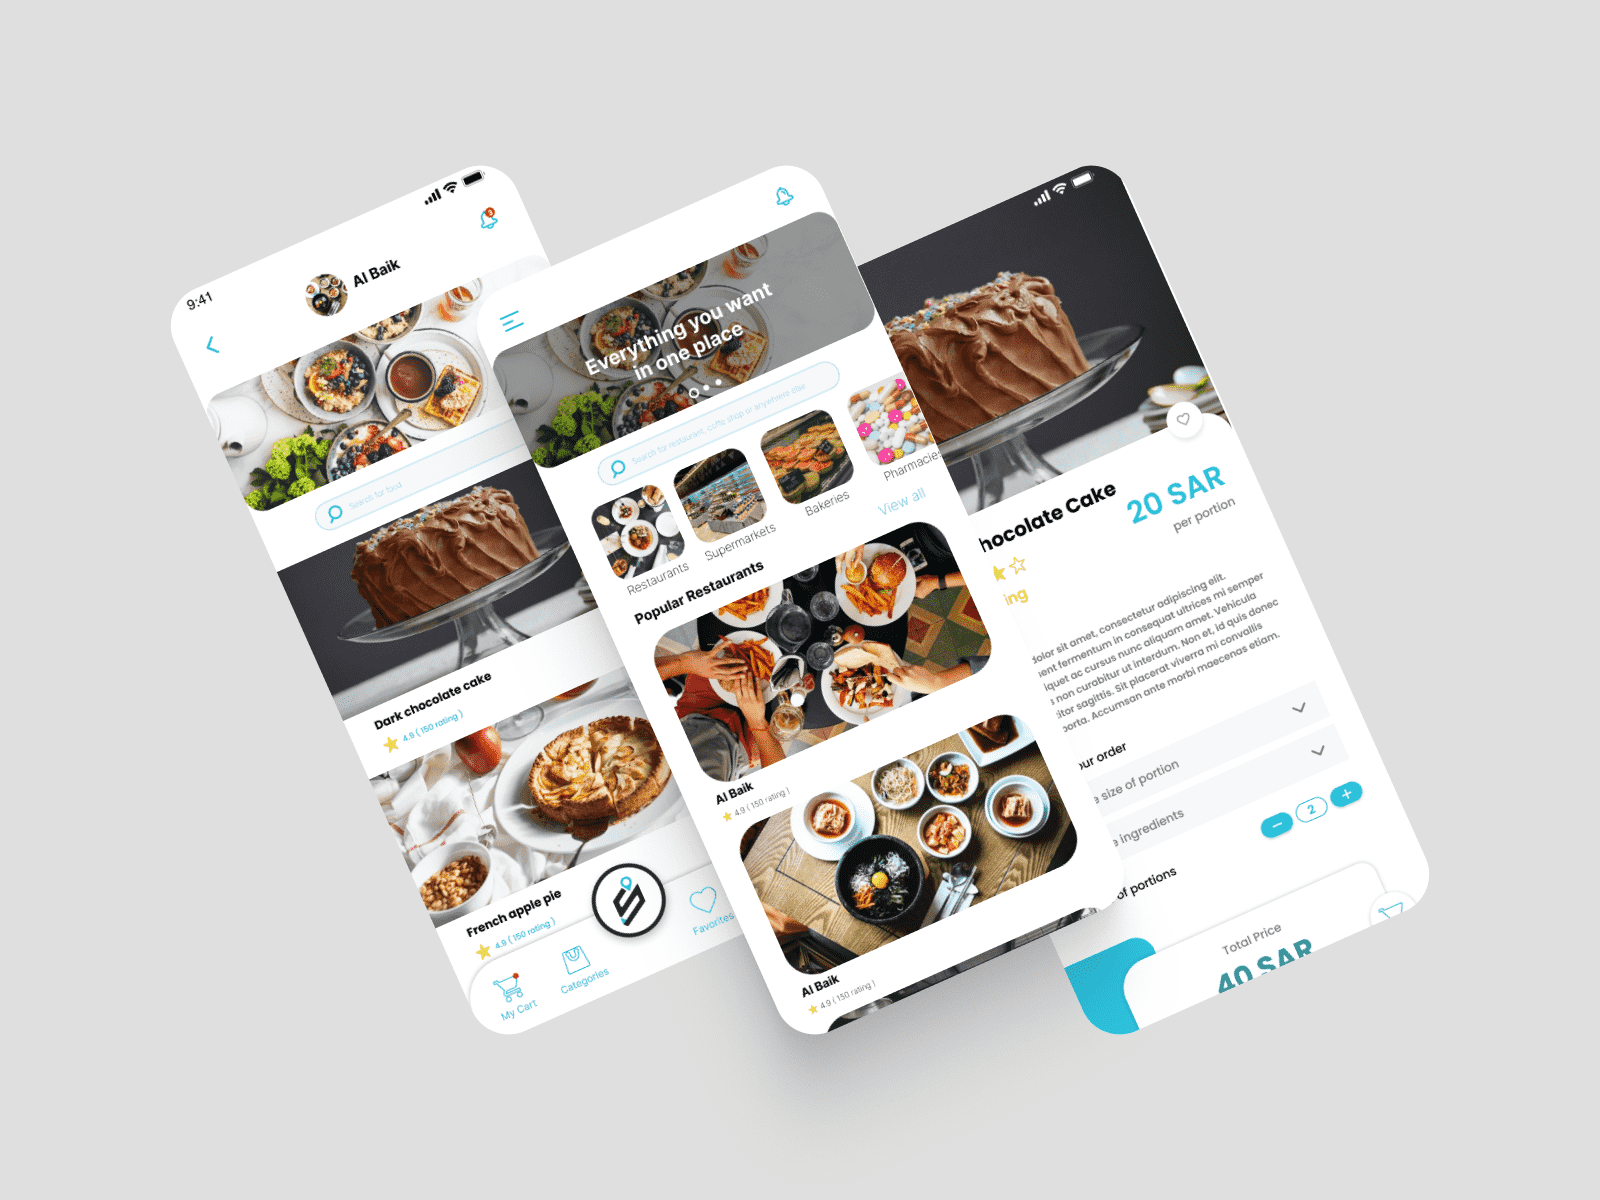 9:41
3
Al Baik
Search for food
Dark chocolate cake
4.9 ( 150 rating )
French apple pie
4.9 ( 150 rating )
My Cart
Categories
Favorites
Everything you want
in one place
Search for restaurant, coffe shop or anywhere else
Restaurants
Supermarkets
Bakeries
Pharmacies
View all
Popular Restaurants
Al Baik
4.9 ( 150 rating )
Al Baik
4.9 ( 150 rating )
hocolate Cake
20 SAR
per portion
ing
dolor sit amet, consectetur adipiscing elit.
ent fermentum in consequat ultrices mi semper
iquet ac cursus nunc aliquam amet. Vehicula
s non curabitur ut interdum. Non et, id quis donec
itor sagittis. Sit placerat viverra mi convallis
porta. Accumsan ante morbi maecenas etiam.
our order
e size of portion
e ingredients
of portions
2
Total Price
40 SAR